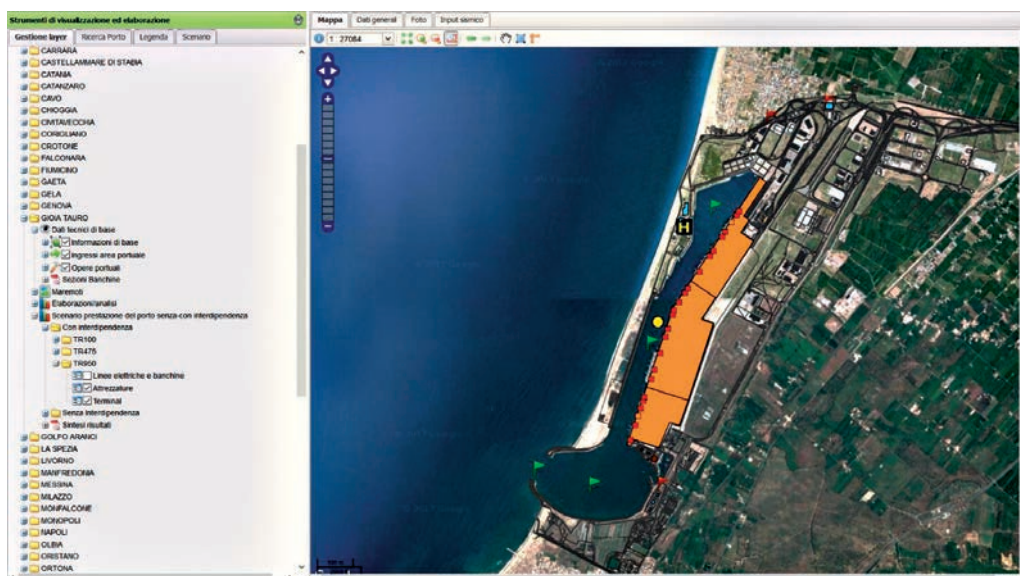 Strumenti di visualizzazione ed elaborazione
Gestione layer
Ricerca Porto
Legenda
Scenario
CARRARA
CASTELLAMMARE DI STABIA
CATANIA
CATANZARO
CAVO
CHIOGGIA
CIVITAVECCHIA
CORIGLIANO
CROTONE
FALCONARA
FIUMICINO
GAETA
GELA
GENOVA
GIOIA TAURO
Dati tecnici di base
Informazioni di base
Ingressi area portuale
Opere portuali
Sezioni Banchine
Maremoti
Elaborazioni/analisi
Scenario prestazione del porto senza-con interdipendenza
Con interdipendenza
TR100
TR475
TR950
Linee elettriche e banchine
Attrezzature
Terminal
Senza interdipendenza
Sintesi risultati
GOLFO ARANCI
LA SPEZIA
LIVORNO
MANFREDONIA
MESSINA
MILAZZO
MONFALCONE
MONOPOLI
NAPOLI
OLBIA
ORISTANO
ORTONA
Mappa
Dati generali
Foto
Input sismico
1: 27084
H